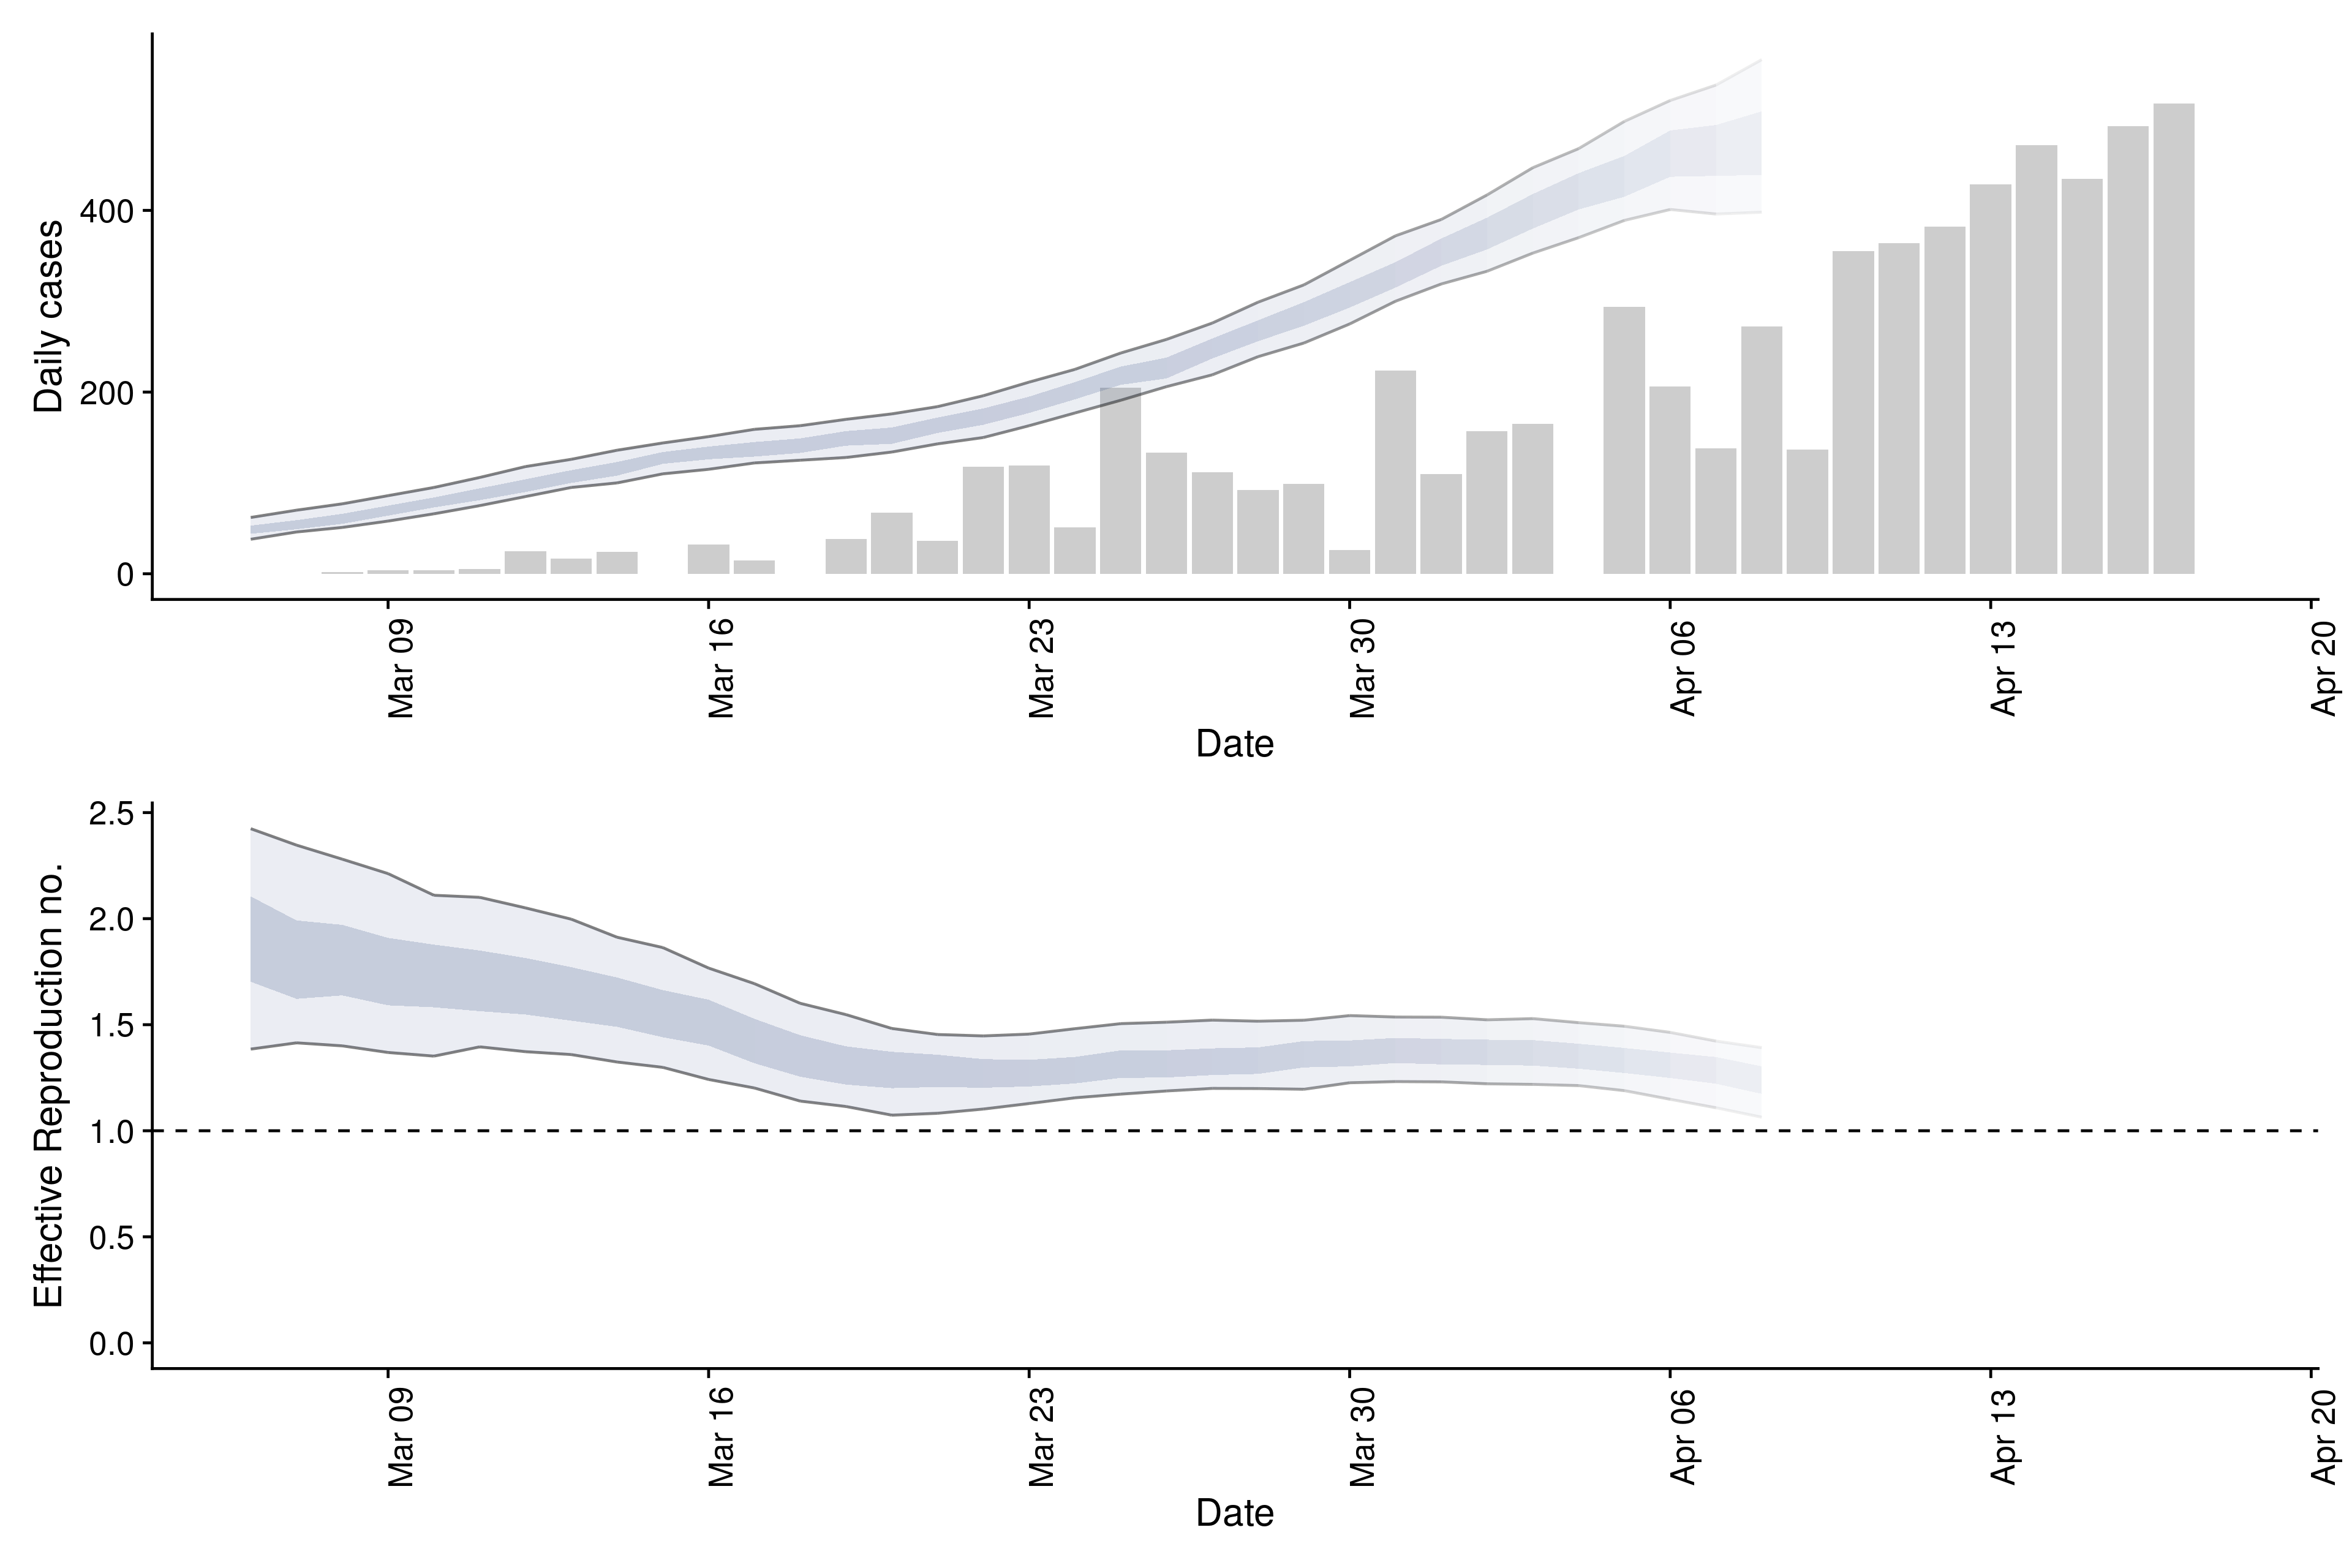 Daily cases
400
200
0
Mar 09
Mar 16
Mar 23
Mar 30
Apr 06
Apr 13
Apr 20
Date
Effective Reproduction no.
2.5
2.0
1.5
1.0
0.5
0.0
Mar 09
Mar 16
Mar 23
Mar 30
Apr 06
Apr 13
Apr 20
Date